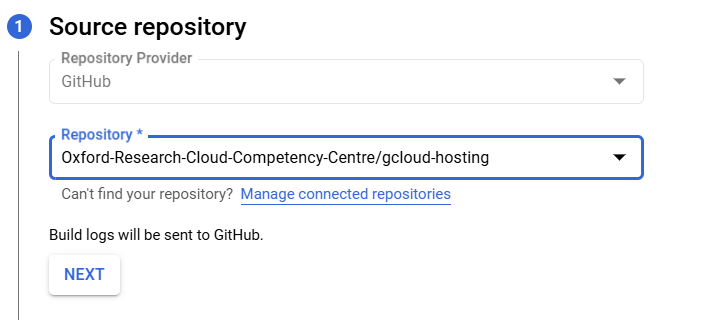 1 Source repository
Repository Provider
GitHub
Repository *
Oxford-Research-Cloud-Competency-Centre/gcloud-hosting
Can't find your repository? Manage connected repositories
Build logs will be sent to GitHub.
NEXT